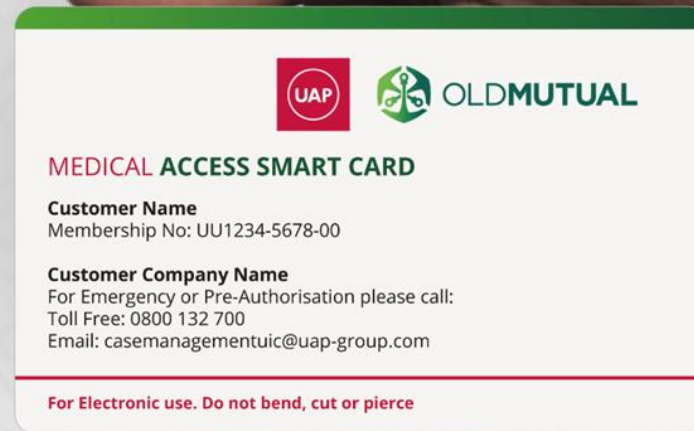 UAP
OLDMUTUAL
MEDICAL ACCESS SMART CARD
Customer Name
Membership No: UU1234-5678-00
Customer Company Name
For Emergency or Pre-Authorisation please call:
Toll Free: 0800 132 700
Email: casemanagementuic@uap-group.com
For Electronic use. Do not bend, cut or pierce